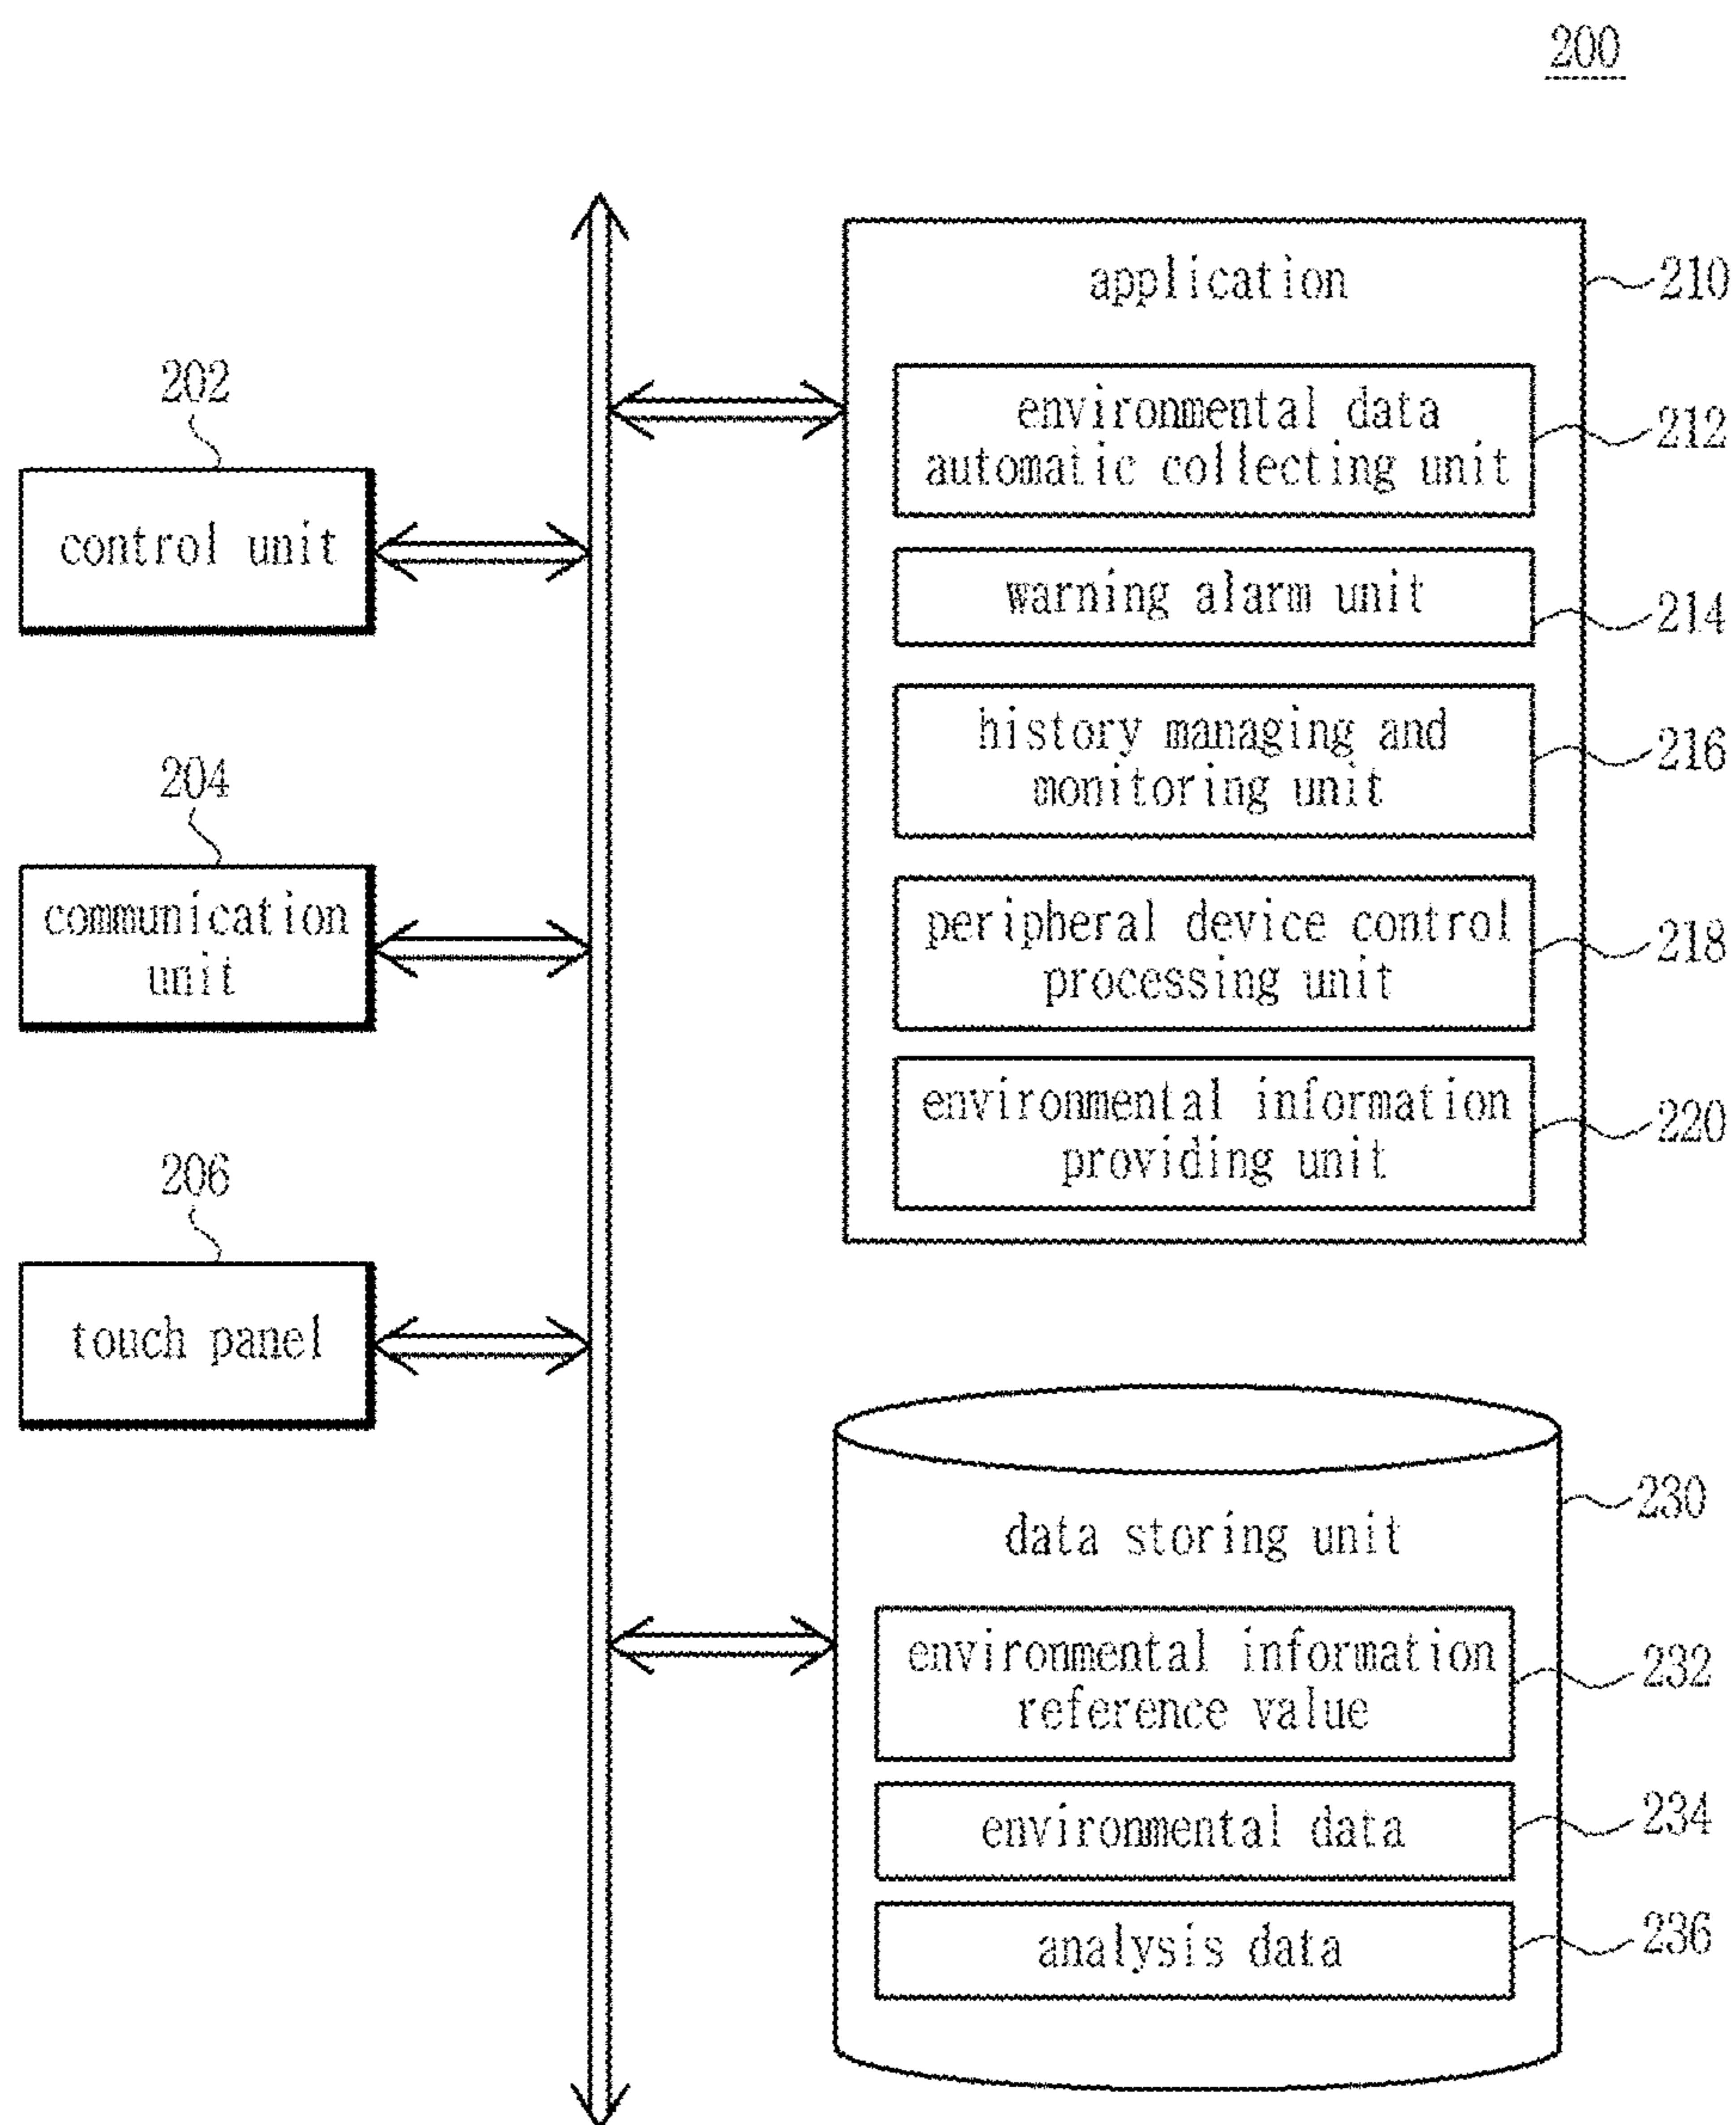 200
application
210
environmental data
automatic collecting unit
212
warning alarm unit
214
history managing and
monitoring unit
216
peripheral device control
processing unit
218
environmental information
providing unit
220
202
control unit
204
communication
unit
206
touch panel
data storing unit
230
environmental information
reference value
232
environmental data
234
analysis data
236